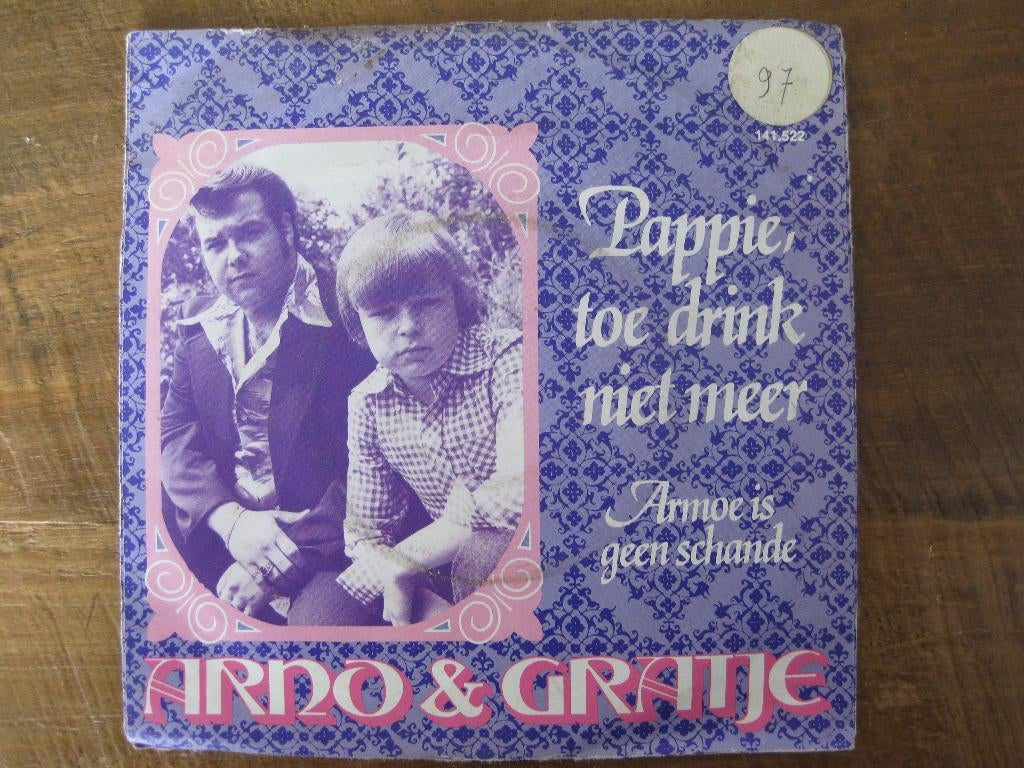 97
141.522
Pappie,
toe drink
niet meer
Armoe is
geen schande
ARNO & GRATJE